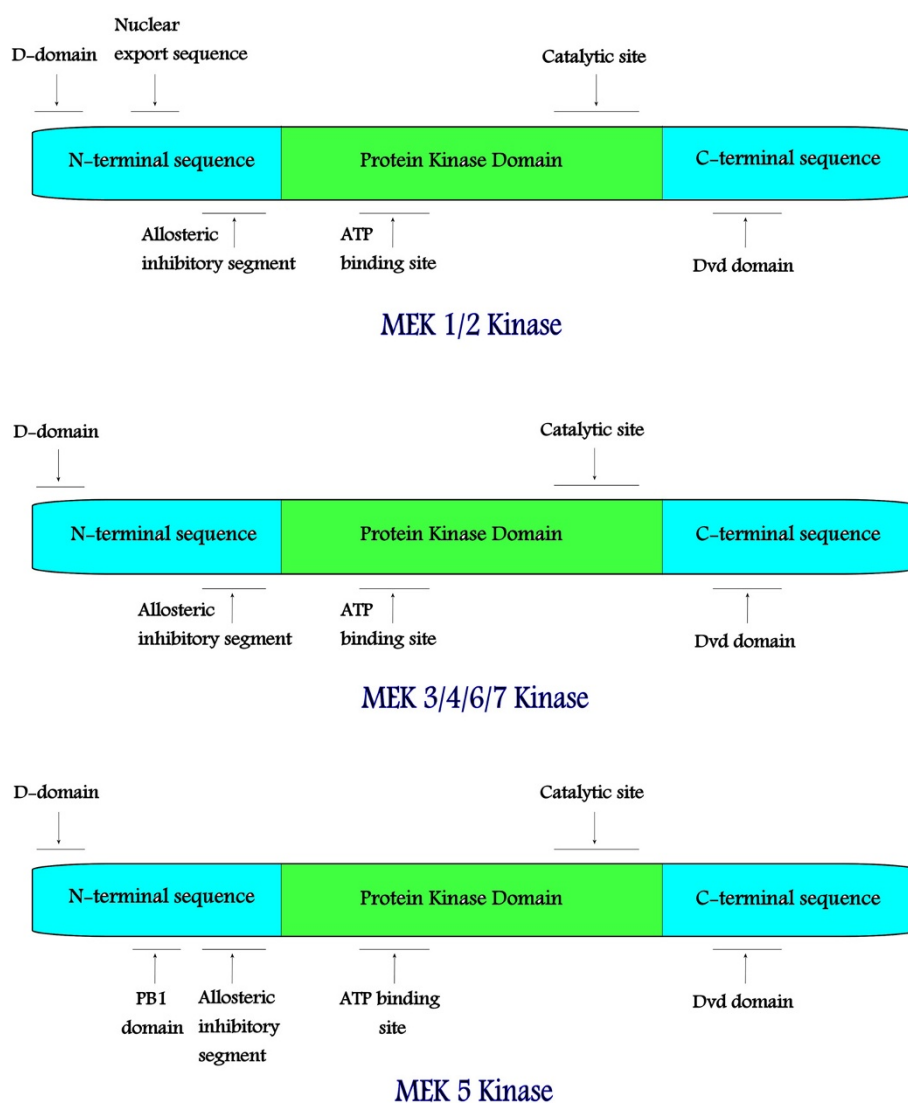 Nuclear
export sequence
D-domain
Catalytic site
N-terminal sequence
Protein Kinase Domain
C-terminal sequence
Allosteric
inhibitory segment
ATP
binding site
Dvd domain
MEK 1/2 Kinase
D-domain
Catalytic site
N-terminal sequence
Protein Kinase Domain
C-terminal sequence
Allosteric
inhibitory segment
ATP
binding site
Dvd domain
MEK 3/4/6/7 Kinase
D-domain
Catalytic site
N-terminal sequence
Protein Kinase Domain
C-terminal sequence
PB1
domain
Allosteric
inhibitory
segment
ATP binding
site
Dvd domain
MEK 5 Kinase